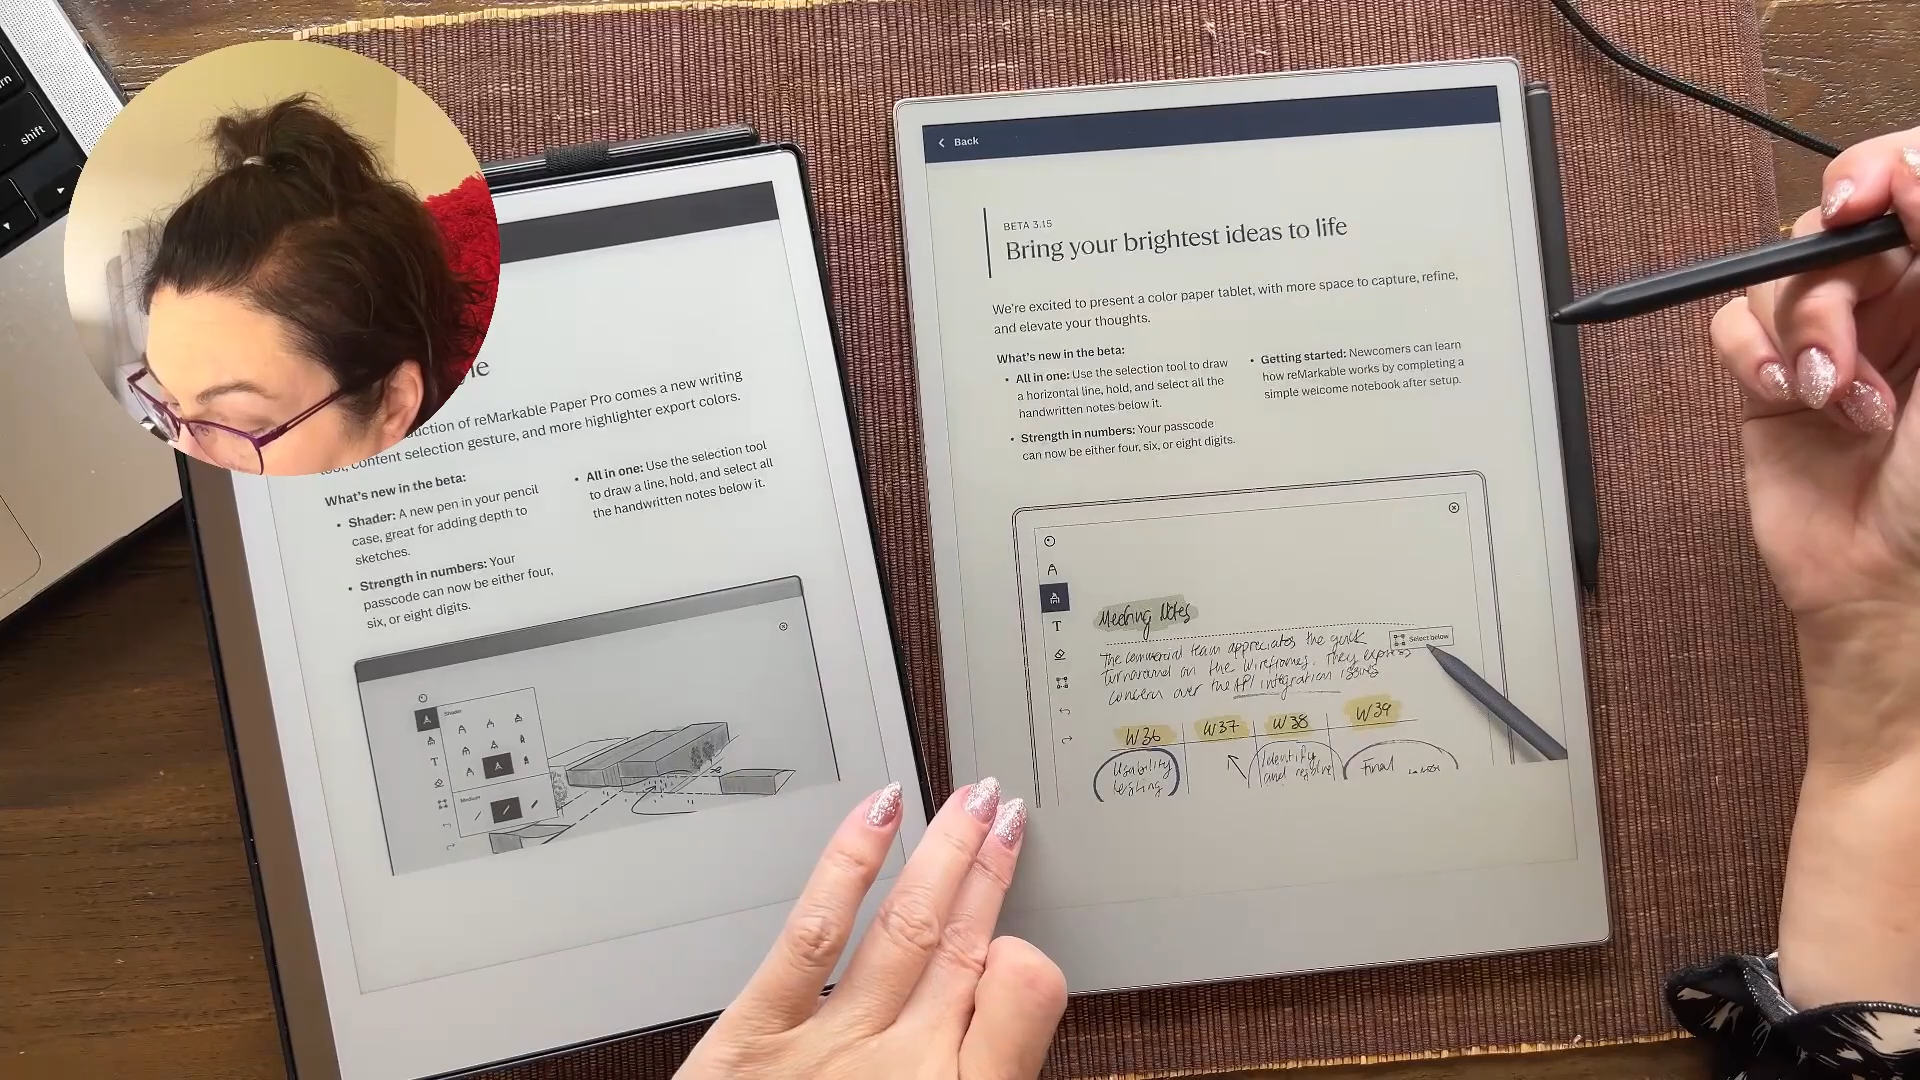 shift
ne
uction of reMarkable Paper Pro comes a new writing
content selection gesture, and more highlighter export colors.
What's new in the beta:
• Shader: A new pen in your pencil
case, great for adding depth to
sketches.
• Strength in numbers: Your
passcode can now be either four,
six, or eight digits.
• All in one: Use the selection tool
to draw a line, hold, and select all
the handwritten notes below it.
Shader
Medium
T
Back
BETA 3.15
Bring your brightest ideas to life
We're excited to present a color paper tablet, with more space to capture, refine,
and elevate your thoughts.
What's new in the beta:
• All in one: Use the selection tool to draw
a horizontal line, hold, and select all the
handwritten notes below it.
• Strength in numbers: Your passcode
can now be either four, six, or eight digits.
• Getting started: Newcomers can learn
how reMarkable works by completing a
simple welcome notebook after setup.
T
Meeting Notes
Select below
The commercial team appreciates the quick
turnaround on the wireframes. They express
concern over the API integration issues
W36 W37 W38 W39
Usability
testing
Identify
and resolve
Final